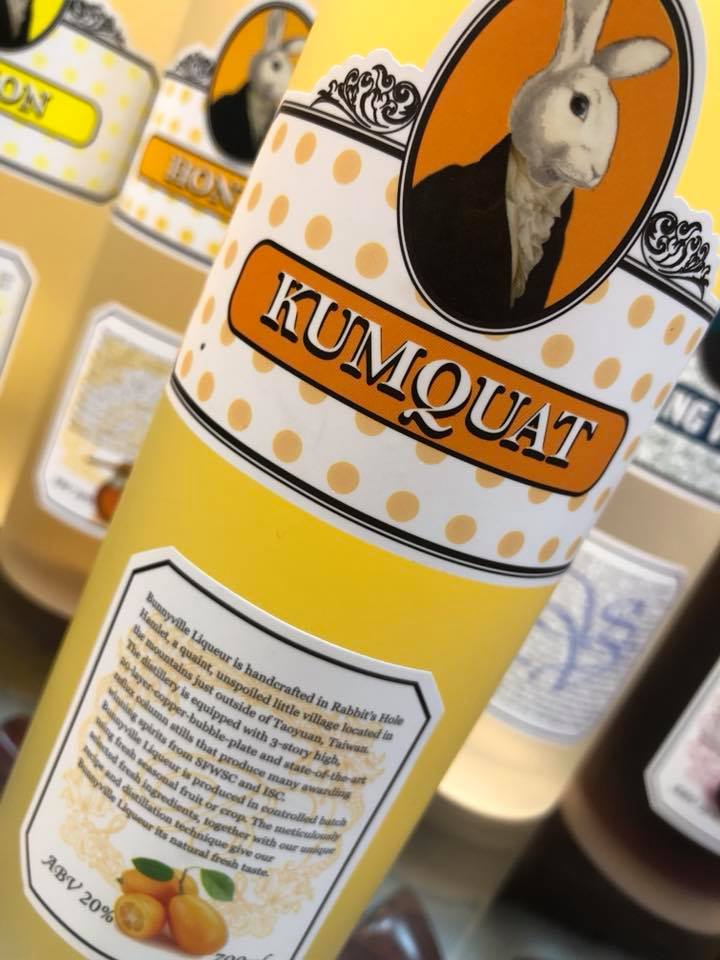 ON
HON
KUMQUAT
NG
Bunnyville Liqueur is handcrafted in Rabbit's Hole
Hamlet, a quaint, unspoiled little village located in
the mountains just outside of Taoyuan, Taiwan.
The distillery is equipped with 3-story high,
20-layer-copper-bubble-plate and state-of-the-art
reflux column stills that produce many awarding
winning spirits from SFWSC and ISC.
Bunnyville Liqueur is produced in controlled batch
using fresh seasonal fruit or crop. The meticulously
selected fresh ingredients, together with our unique
recipe and distillation technique give our
Bunnyville Liqueur its natural fresh taste.
ABV 20%